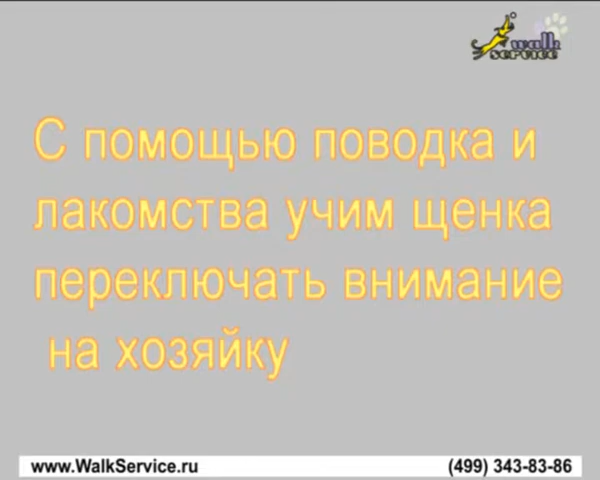 walk
service
С помощью поводка и
лакомства учим щенка
переключать внимание
на хозяйку
www.WalkService.ru
(499) 343-83-86